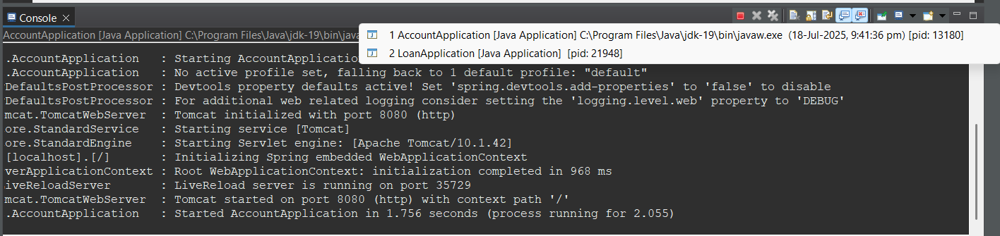 Console
AccountApplication [Java Application] C:\Program Files\Java\jdk-19\bin\java
1 AccountApplication [Java Application] C:\Program Files\Java\jdk-19\bin\javaw.exe (18-Jul-2025, 9:41:36 pm) [pid: 13180]
2 LoanApplication [Java Application] [pid: 21948]
.AccountApplication : Starting AccountApplication
.AccountApplication : No active profile set, falling back to 1 default profile: "default"
DefaultsPostProcessor : Devtools property defaults active! Set 'spring.devtools.add-properties' to 'false' to disable
DefaultsPostProcessor : For additional web related logging consider setting the 'logging.level.web' property to 'DEBUG'
mcat.TomcatWebServer : Tomcat initialized with port 8080 (http)
ore.StandardService : Starting service [Tomcat]
ore.StandardEngine : Starting Servlet engine: [Apache Tomcat/10.1.42]
[localhost].[/] : Initializing Spring embedded WebApplicationContext
verApplicationContext : Root WebApplicationContext: initialization completed in 968 ms
iveReloadServer : LiveReload server is running on port 35729
mcat.TomcatWebServer : Tomcat started on port 8080 (http) with context path '/'
.AccountApplication : Started AccountApplication in 1.756 seconds (process running for 2.055)